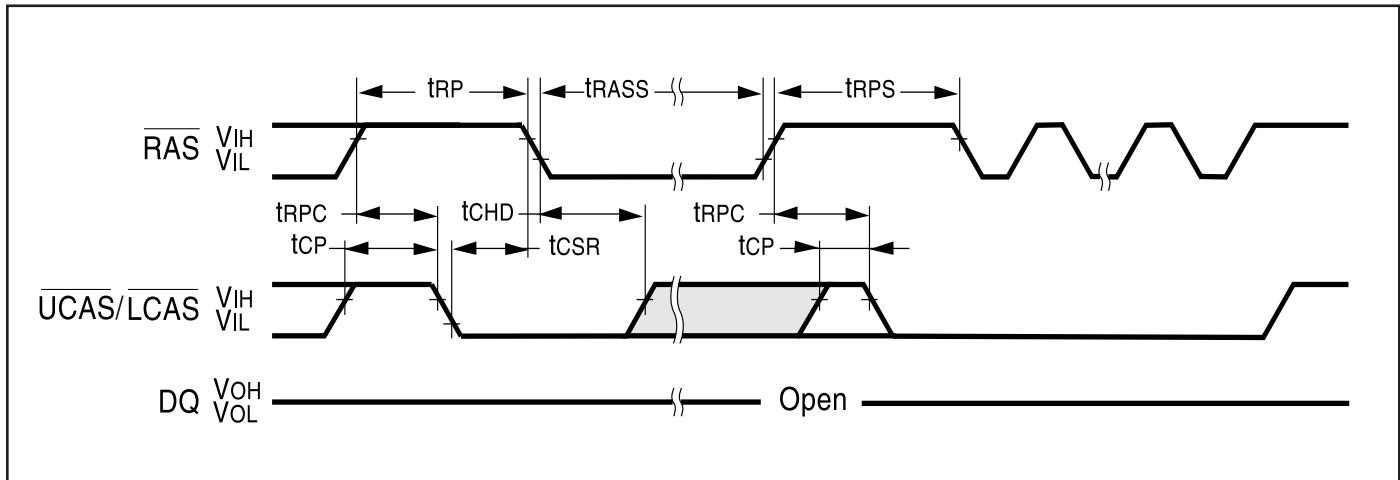 tRP tRASS tRPS
RAS VIH
VIL
tRPC tCHD tRPC
tCP tCSR tCP
UCAS/LCAS VIH
VIL
DQ VOH
VOL
Open